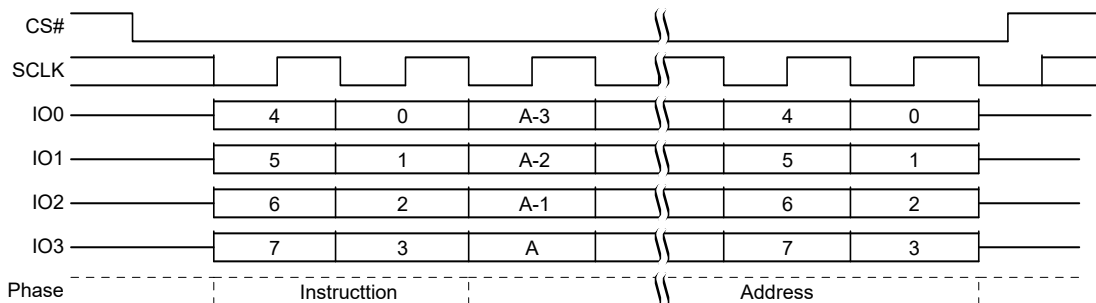 CS#
SCLK
IO0 4 0 A-3 4 0
IO1 5 1 A-2 5 1
IO2 6 2 A-1 6 2
IO3 7 3 A 7 3
Phase Instructtion Address